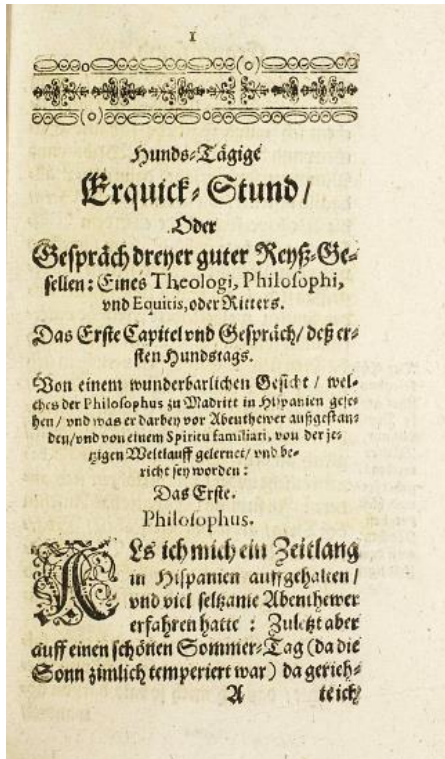 1
Hunds-Tägige
Erquick-Stund/
Oder
Gespräch dreyer guter Reyß-Ge-
sellen: Eines Theologi, Philosophi,
vnd Equitis, oder Ritters.
Das Erste Capitel vnd Gespräch/ deß er-
sten Hundstags.
Von einem wunderbarlichen Gesicht/ wel-
ches der Philosophus zu Madritt in Hispanien gese-
hen/ vnd was er darbey vor Abenthewer außgestan-
den/vnd von einem Spiritu familiari, von der je-
tzigen Weltlauff gelernet/ vnd be-
richt sey worden:
Das Erste.
Philosophus.
Als ich mich ein Zeitlang
in Hispanien auffgehalten/
vnd viel seltzame Abenthewer
erfahren hatte: Zuletzt aber
auff einen schönen Sommer-Tag (da die
Sonn zimlich temperiert war) da gerieh-
A te ich